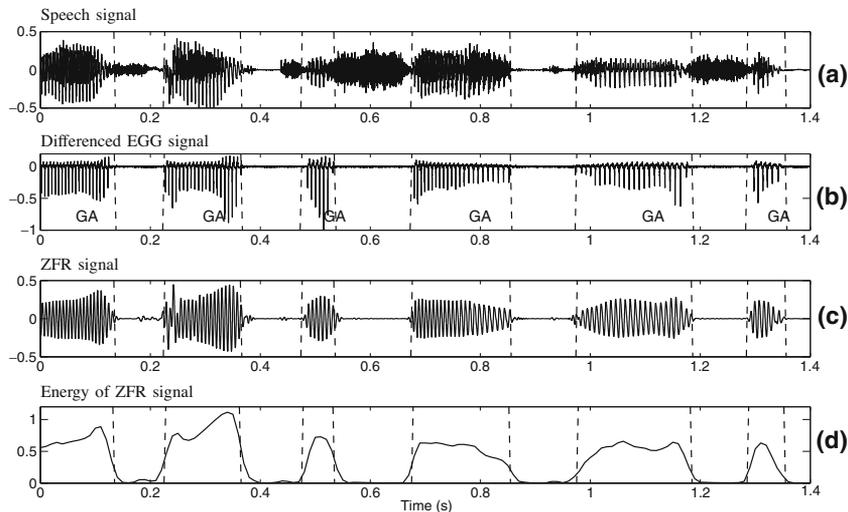 Speech signal
0.5
0
−0.5
(a)
0 0.2 0.4 0.6 0.8 1 1.2 1.4
Differenced EGG signal
0
−0.5
−1
GA GA GA GA GA GA
(b)
0 0.2 0.4 0.6 0.8 1 1.2 1.4
ZFR signal
0.5
0
−0.5
(c)
0 0.2 0.4 0.6 0.8 1 1.2 1.4
Energy of ZFR signal
1
0.5
0
(d)
0 0.2 0.4 0.6 0.8 1 1.2 1.4
Time (s)